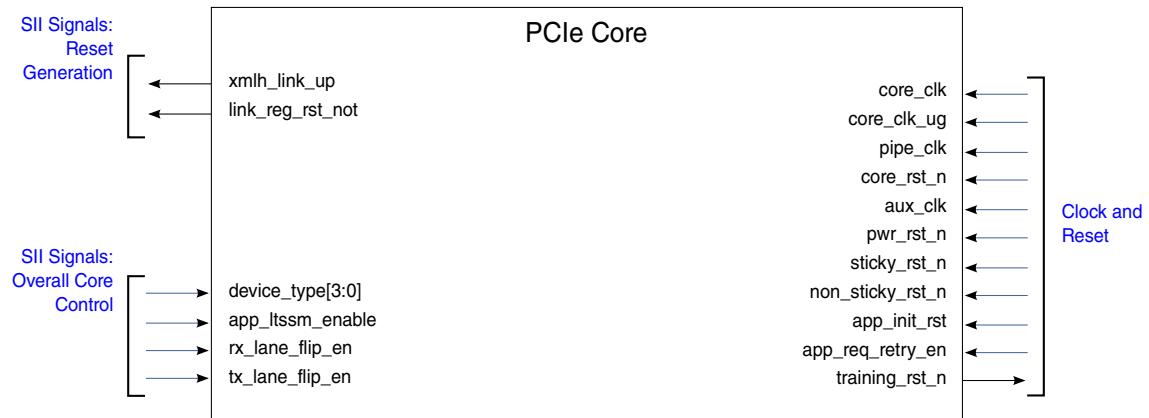 PCIe Core
SII Signals:
Reset
Generation
xmlh_link_up
link_reg_rst_not
SII Signals:
Overall Core
Control
device_type[3:0]
app_ltssm_enable
rx_lane_flip_en
tx_lane_flip_en
core_clk
core_clk_ug
pipe_clk
core_rst_n
aux_clk
pwr_rst_n
sticky_rst_n
non_sticky_rst_n
app_init_rst
app_req_retry_en
training_rst_n
Clock and
Reset